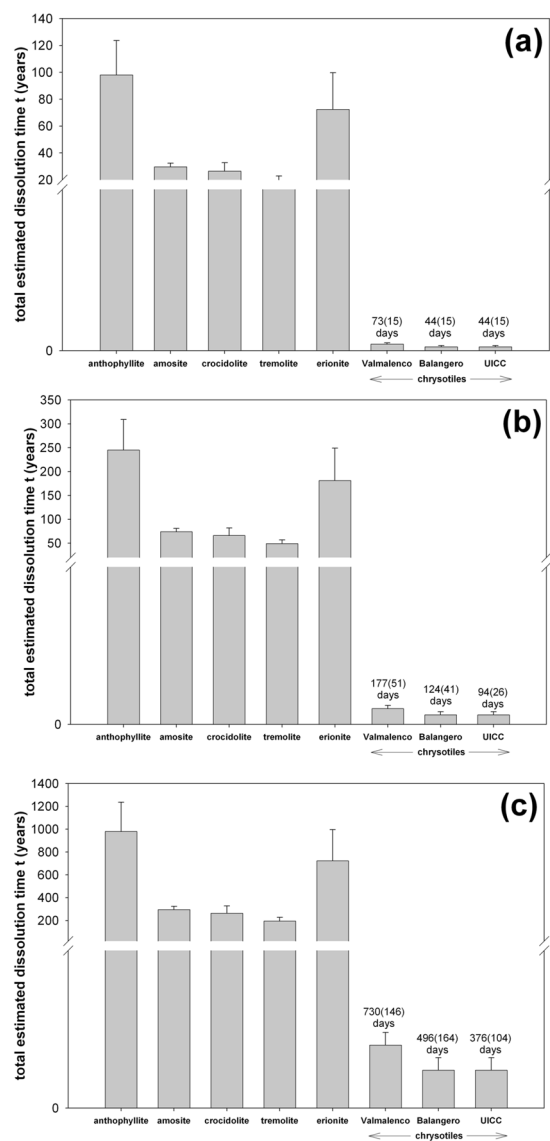 (a)
total estimated dissolution time t (years)
140
120
100
80
60
40
20
0
73(15)
days
44(15)
days
44(15)
days
anthophyllite amosite crocidolite tremolite erionite Valmalenco Balangero UICC
chrysotiles
(b)
total estimated dissolution time t (years)
350
300
250
200
150
100
50
0
177(51)
days
124(41)
days
94(26)
days
anthophyllite amosite crocidolite tremolite erionite Valmalenco Balangero UICC
chrysotiles
(c)
total estimated dissolution time t (years)
1400
1200
1000
800
600
400
200
0
730(146)
days
496(164)
days
376(104)
days
anthophyllite amosite crocidolite tremolite erionite Valmalenco Balangero UICC
chrysotiles